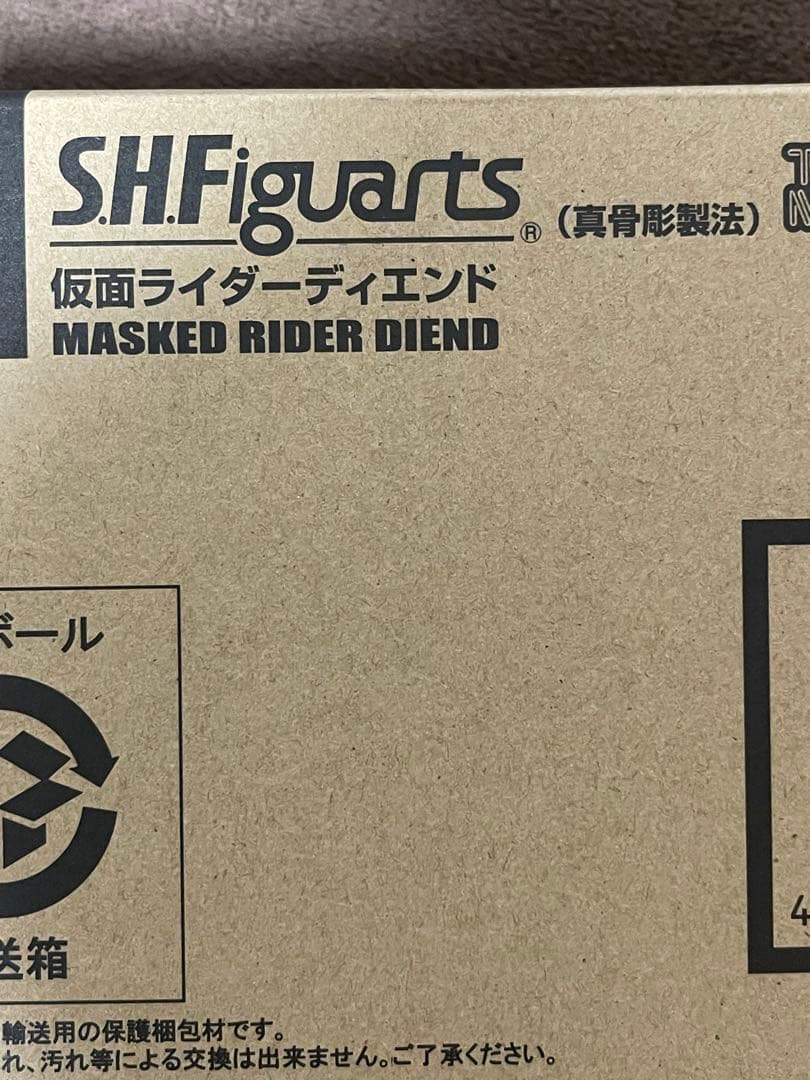 S.H.Figuarts® (真骨彫製法)
仮面ライダーディエンド
MASKED RIDER DIEND
ボール
送箱
輸送用の保護梱包材です。
れ、汚れ等による交換は出来ません。ご了承ください。
4